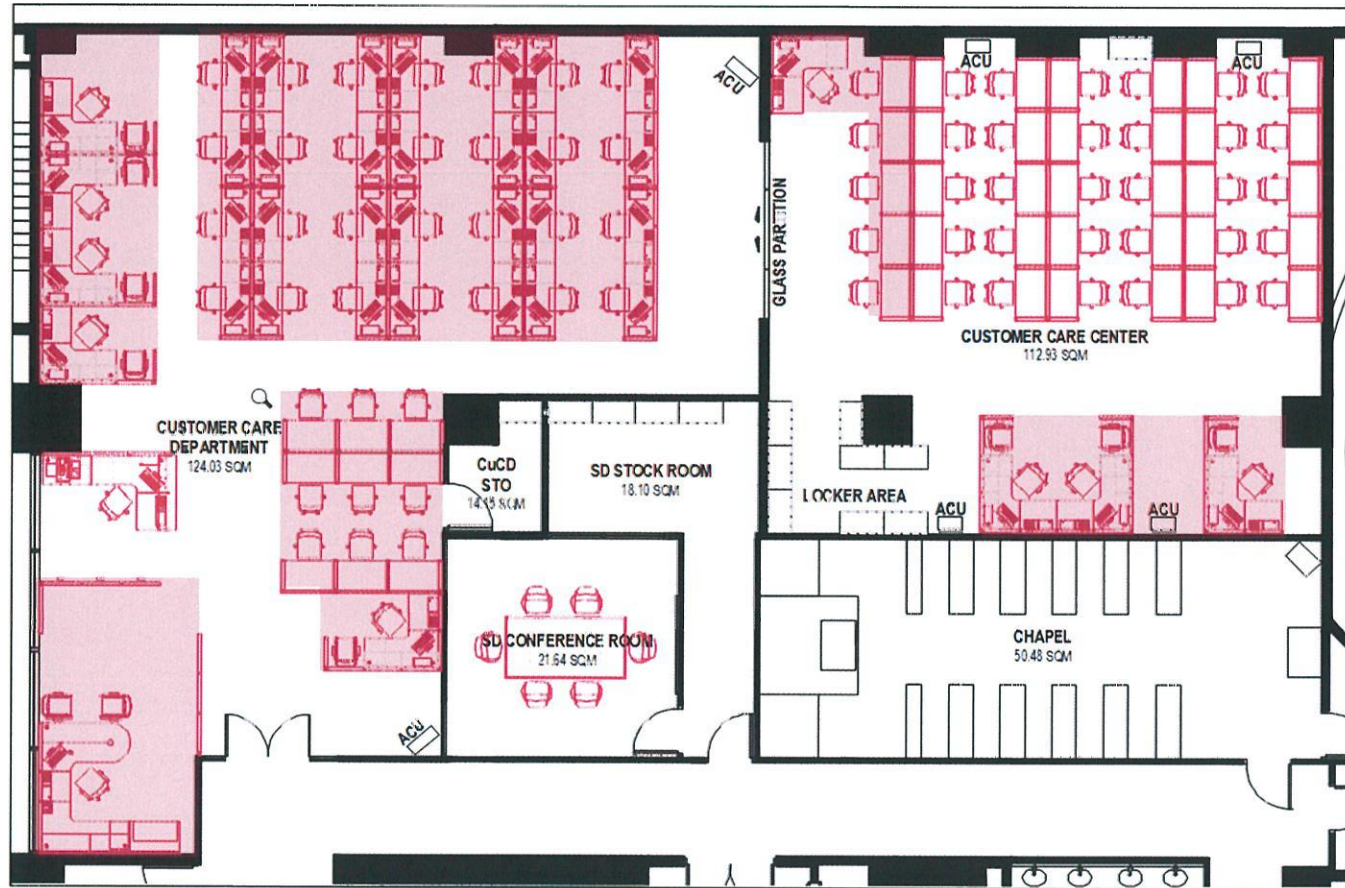 ACU
ACU
ACU
GLASS PARTITION
CUSTOMER CARE CENTER
112.93 SQM
CUSTOMER CARE
DEPARTMENT
124.03 SQM
CuCD
STO
SD STOCK ROOM
18.10 SQM
LOCKER AREA
ACU
ACU
SD CONFERENCE ROOM
21.64 SQM
CHAPEL
50.48 SQM
ACU